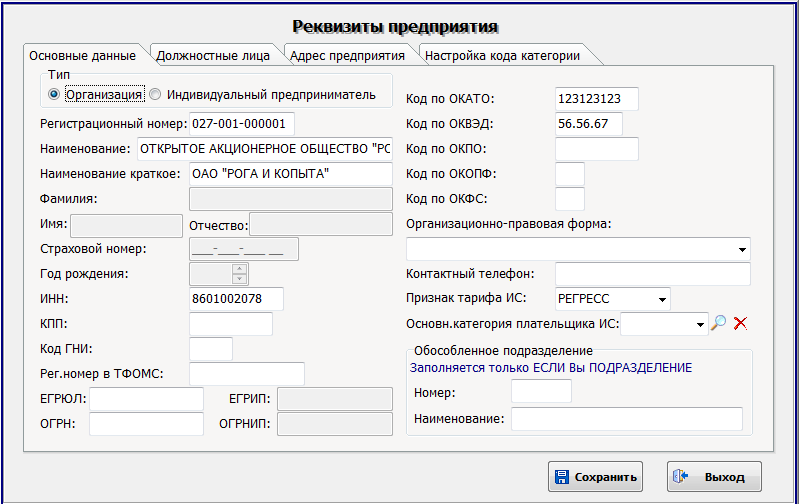 Реквизиты предприятия
Основные данные Должностные лица Адрес предприятия Настройка кода категории
Тип
Организация Индивидуальный предприниматель
Регистрационный номер: 027-001-000001
Наименование: ОТКРЫТОЕ АКЦИОНЕРНОЕ ОБЩЕСТВО "РО
Наименование краткое: ОАО "РОГА И КОПЫТА"
Фамилия:
Имя: Отчество:
Страховой номер: ___-___-___ __
Год рождения:
ИНН: 8601002078
КПП:
Код ГНИ:
Рег.номер в ТФОМС:
ЕГРЮЛ: ЕГРИП:
ОГРН: ОГРНИП:
Код по ОКАТО: 123123123
Код по ОКВЭД: 56.56.67
Код по ОКПО:
Код по ОКОПФ:
Код по ОКФС:
Организационно-правовая форма:
Контактный телефон:
Признак тарифа ИС: РЕГРЕСС
Основн.категория плательщика ИС:
Обособленное подразделение
Заполняется только ЕСЛИ Вы ПОДРАЗДЕЛЕНИЕ
Номер:
Наименование:
Сохранить Выход